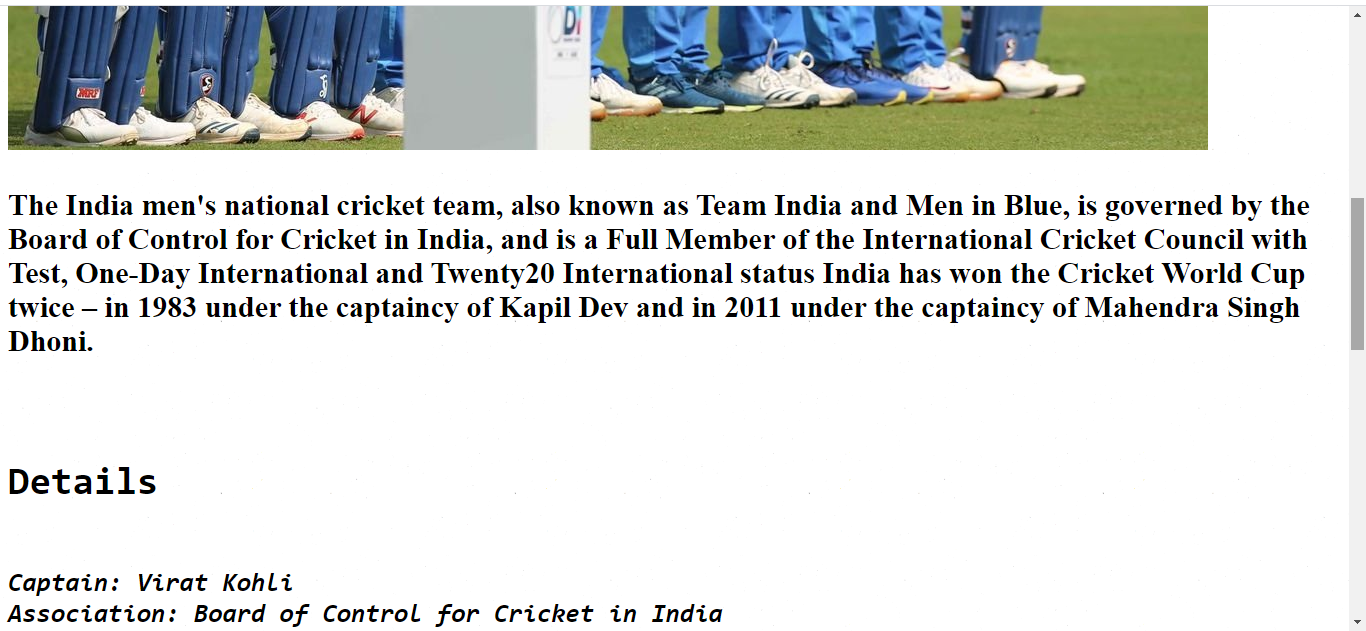 MRF
The India men's national cricket team, also known as Team India and Men in Blue, is governed by the
Board of Control for Cricket in India, and is a Full Member of the International Cricket Council with
Test, One-Day International and Twenty20 International status India has won the Cricket World Cup
twice – in 1983 under the captaincy of Kapil Dev and in 2011 under the captaincy of Mahendra Singh
Dhoni.
Details
Captain: Virat Kohli
Association: Board of Control for Cricket in India